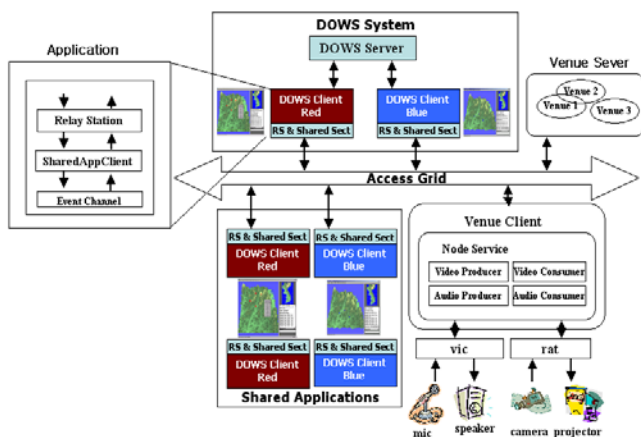 DOWS System
DOWS Server
DOWS Client
Red
RS & Shared Sect
DOWS Client
Blue
RS & Shared Sect
Application
Relay Station
SharedAppClient
Event Channel
Venue Sever
Venue 2
Venue 1
Venue 3
Access Grid
RS & Shared Sect
DOWS Client
Red
RS & Shared Sect
DOWS Client
Blue
RS & Shared Sect
DOWS Client
Red
RS & Shared Sect
DOWS Client
Blue
Shared Applications
Venue Client
Node Service
Video Producer
Video Consumer
Audio Producer
Audio Consumer
vic
rat
mic
speaker
camera
projector